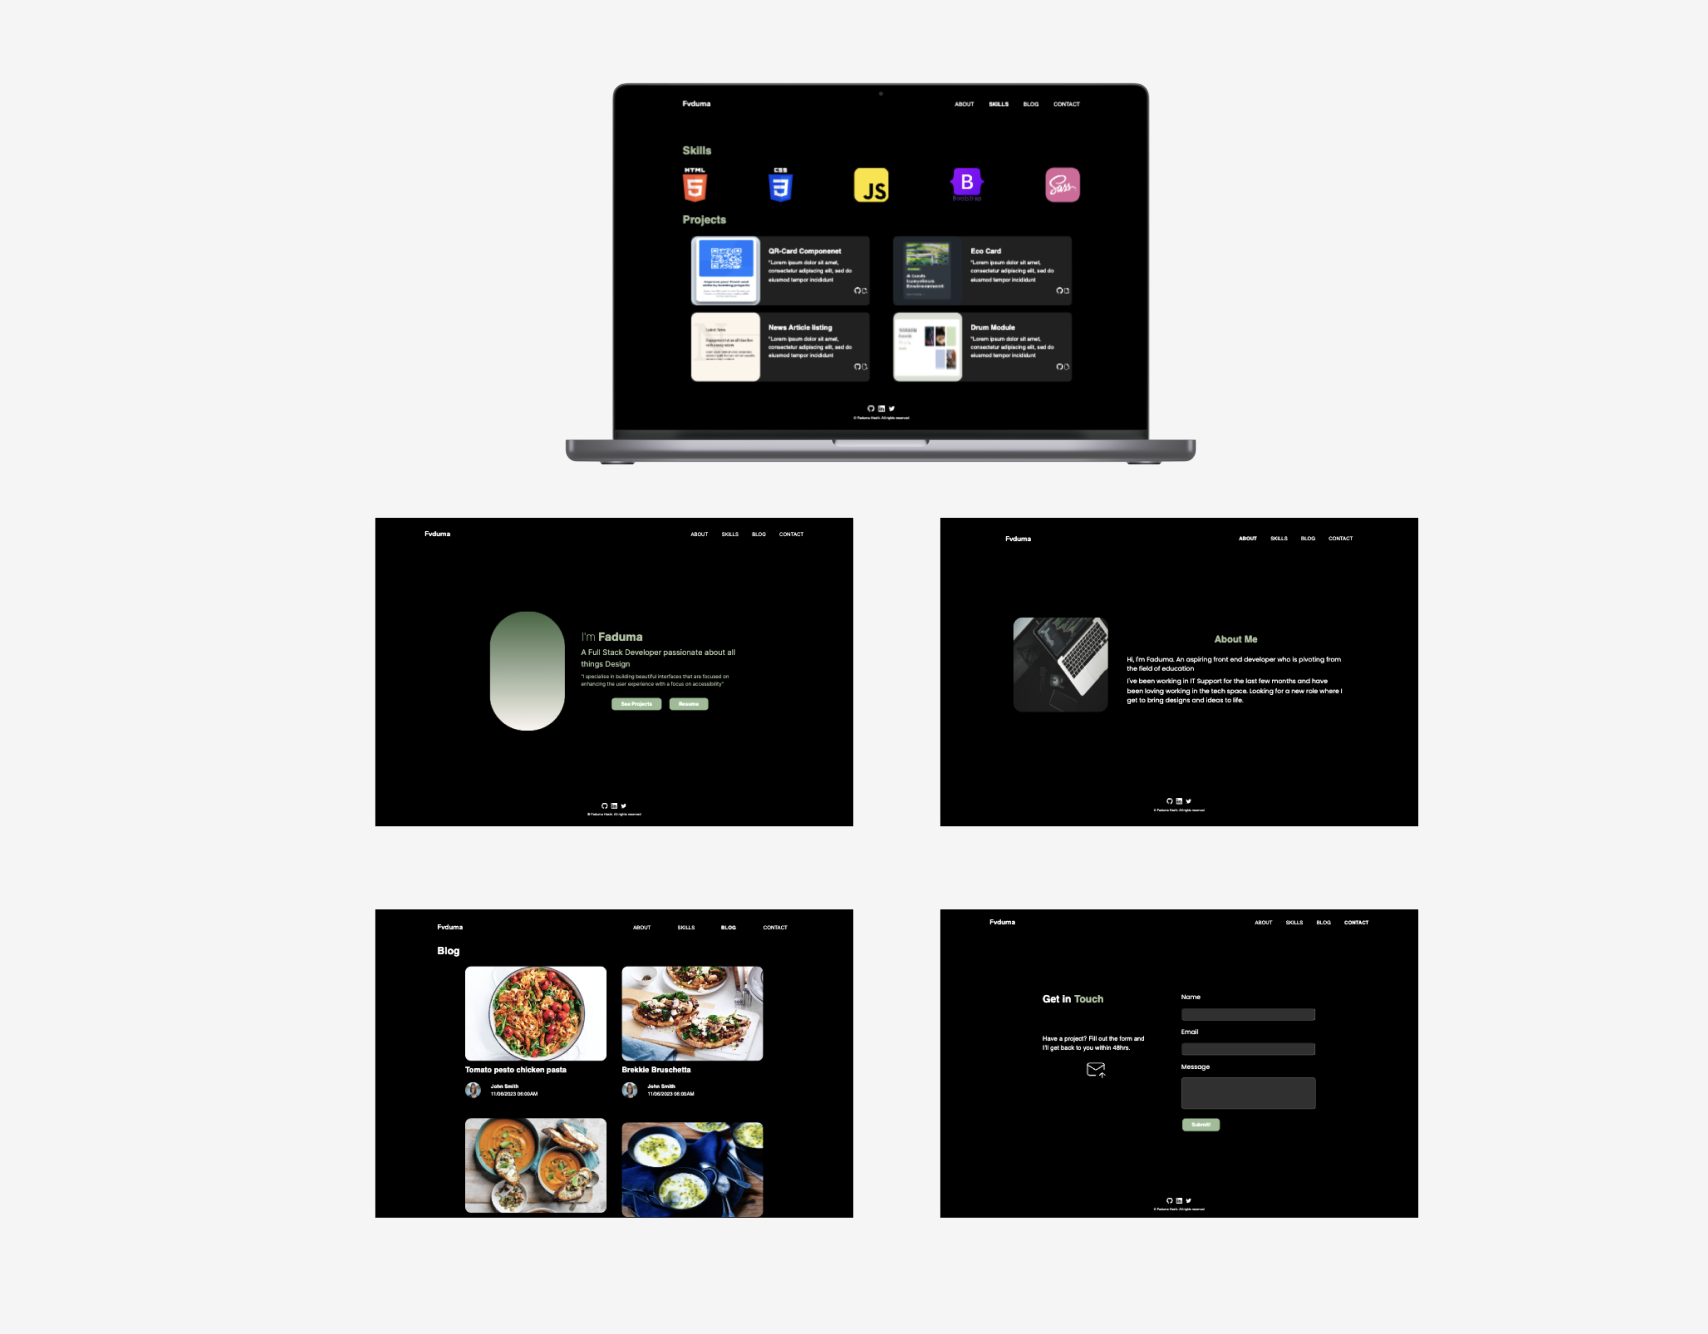 Fvduma
ABOUT SKILLS BLOG CONTACT
Skills
HTML
5
CSS
3
JS
B
Bootstrap
Sass
Projects
QR-Card Componenet
"Lorem ipsum dolor sit amet,
consectetur adipiscing elit, sed do
eiusmod tempor incididunt
Eco Card
"Lorem ipsum dolor sit amet,
consectetur adipiscing elit, sed do
eiusmod tempor incididunt
News Article listing
"Lorem ipsum dolor sit amet,
consectetur adipiscing elit, sed do
eiusmod tempor incididunt
Drum Module
"Lorem ipsum dolor sit amet,
consectetur adipiscing elit, sed do
eiusmod tempor incididunt
All rights reserved
Fvduma
ABOUT SKILLS BLOG CONTACT
I'm Faduma
A Full Stack Developer passionate about all
things Design
"I specialise in building beautiful interfaces that are focused on
enhancing the user experience with a focus on accessibility"
See Projects Resume
All rights reserved
Fvduma
ABOUT SKILLS BLOG CONTACT
About Me
Hi, I'm Faduma. An aspiring front end developer who is pivoting from
the field of education
I've been working in IT Support for the last few months and have
been loving working in the tech space. Looking for a new role where I
get to bring designs and ideas to life.
All rights reserved
Fvduma
ABOUT SKILLS BLOG CONTACT
Blog
Tomato pesto chicken pasta
John Smith
11/06/2023 06:00AM
Brekkie Bruschetta
John Smith
11/06/2023 06:00AM
Fvduma
ABOUT SKILLS BLOG CONTACT
Get in Touch
Have a project? Fill out the form and
I'll get back to you within 48hrs.
Name
Email
Message
Submit!
All rights reserved